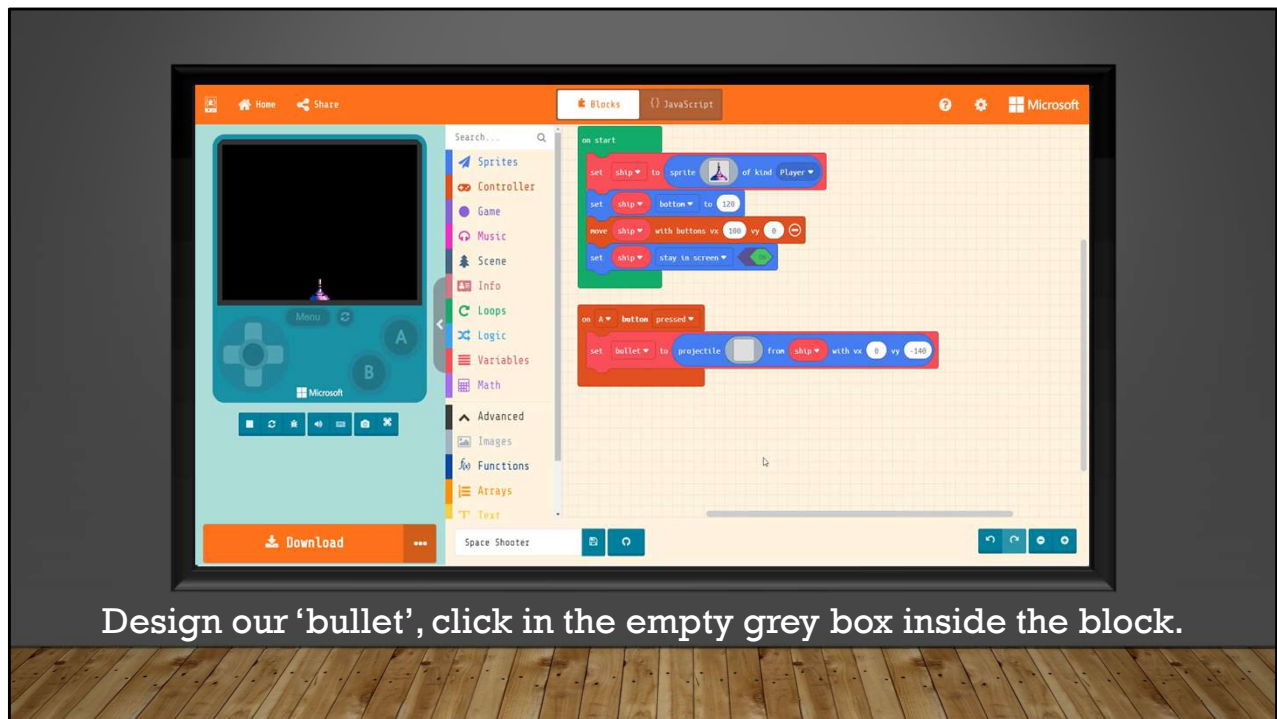 Home
Share
Blocks
{} JavaScript
Microsoft
Search...
Sprites
Controller
Game
Music
Scene
Info
Loops
Logic
Variables
Math
Advanced
Images
Functions
Arrays
Text
on start
set ship to sprite of kind Player
set ship bottom to 120
move ship with buttons vx 100 vy 0
set ship stay in screen
on A button pressed
set bullet to projectile from ship with vx 0 vy -140
Menu
A
B
Microsoft
Download
Space Shooter
Design our ‘bullet’, click in the empty grey box inside the block.